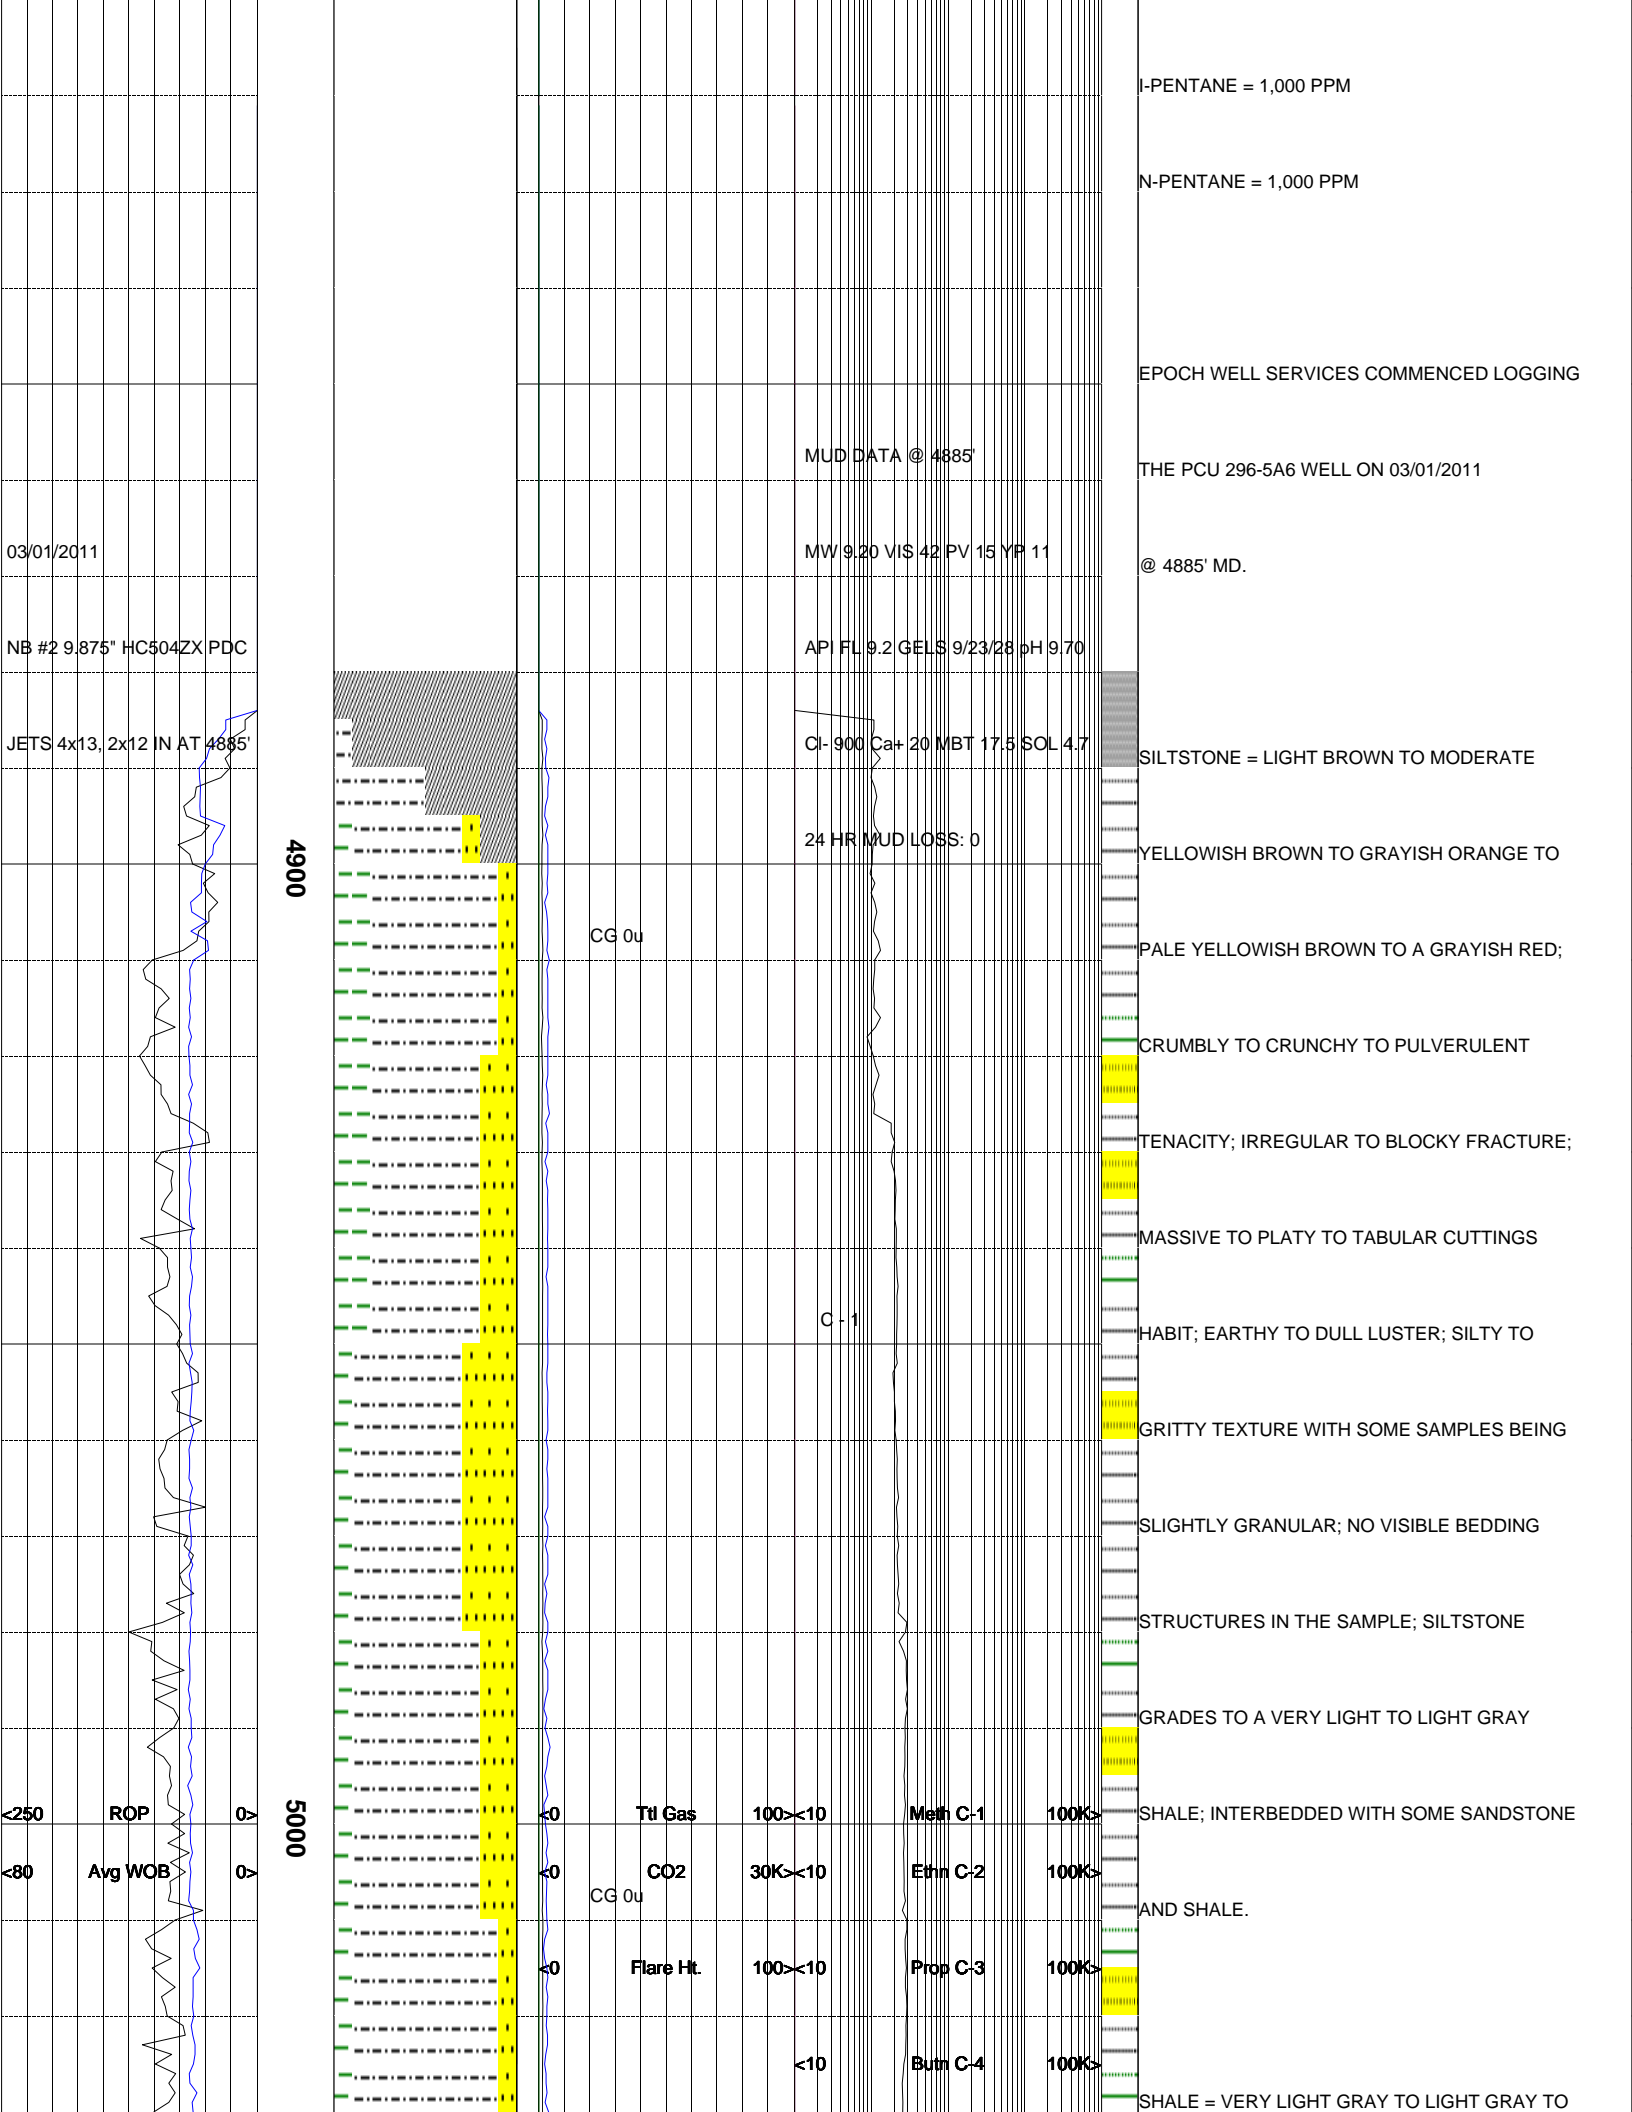 I-PENTANE = 1,000 PPM
N-PENTANE = 1,000 PPM
EPOCH WELL SERVICES COMMENCED LOGGING
MUD DATA @ 4885'
THE PCU 296-5A6 WELL ON 03/01/2011
03/01/2011
MW 9.20 VIS 42 PV 15 YP 11
@ 4885' MD.
NB #2 9.875" HC504ZX PDC
API FL 9.2 GELS 9/23/28 pH 9.70
JETS 4x13, 2x12 IN AT 4885'
Cl- 900 Ca+ 20 MBT 17.5 SOL 4.7
SILTSTONE = LIGHT BROWN TO MODERATE
24 HR MUD LOSS: 0
YELLOWISH BROWN TO GRAYISH ORANGE TO
4900
CG 0u
PALE YELLOWISH BROWN TO A GRAYISH RED;
CRUMBLY TO CRUNCHY TO PULVERULENT
TENACITY; IRREGULAR TO BLOCKY FRACTURE;
MASSIVE TO PLATY TO TABULAR CUTTINGS
C - 1
HABIT; EARTHY TO DULL LUSTER; SILTY TO
GRITTY TEXTURE WITH SOME SAMPLES BEING
SLIGHTLY GRANULAR; NO VISIBLE BEDDING
STRUCTURES IN THE SAMPLE; SILTSTONE
GRADES TO A VERY LIGHT TO LIGHT GRAY
<250 ROP 0>
5000
<0 Ttl Gas 100>
<10 Meth C-1 100K>
SHALE; INTERBEDDED WITH SOME SANDSTONE
<80 Avg WOB 0>
<0 CO2 30K>
<10 Ethn C-2 100K>
CG 0u
AND SHALE.
<0 Flare Ht. 100>
<10 Prop C-3 100K>
<10 Butn C-4 100K>
SHALE = VERY LIGHT GRAY TO LIGHT GRAY TO